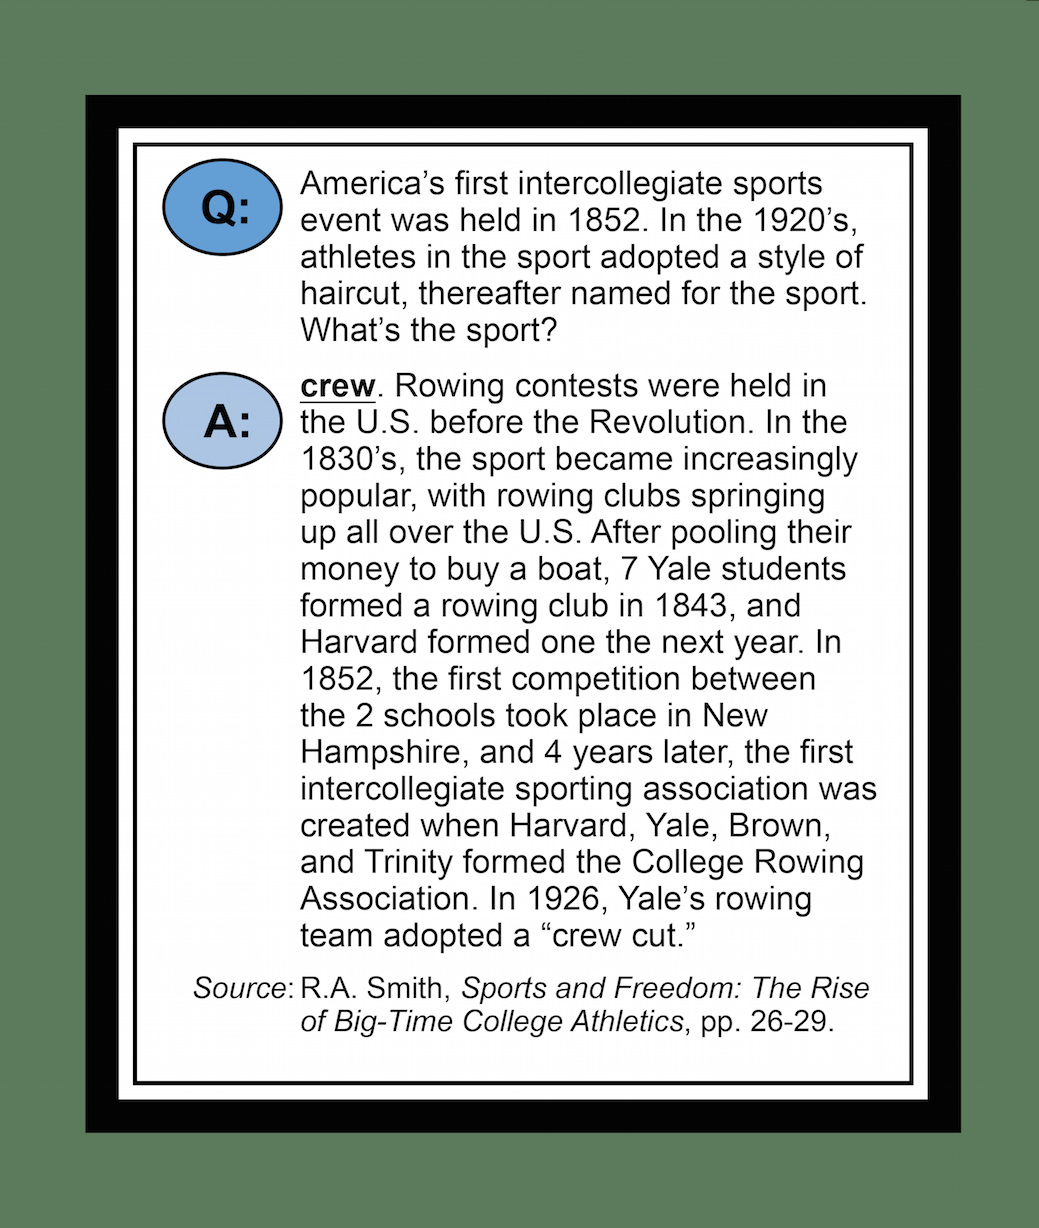 Q:
America’s first intercollegiate sports
event was held in 1852. In the 1920’s,
athletes in the sport adopted a style of
haircut, thereafter named for the sport.
What’s the sport?
A:
crew. Rowing contests were held in
the U.S. before the Revolution. In the
1830’s, the sport became increasingly
popular, with rowing clubs springing
up all over the U.S. After pooling their
money to buy a boat, 7 Yale students
formed a rowing club in 1843, and
Harvard formed one the next year. In
1852, the first competition between
the 2 schools took place in New
Hampshire, and 4 years later, the first
intercollegiate sporting association was
created when Harvard, Yale, Brown,
and Trinity formed the College Rowing
Association. In 1926, Yale’s rowing
team adopted a “crew cut.”
Source: R.A. Smith, Sports and Freedom: The Rise
of Big-Time College Athletics, pp. 26-29.